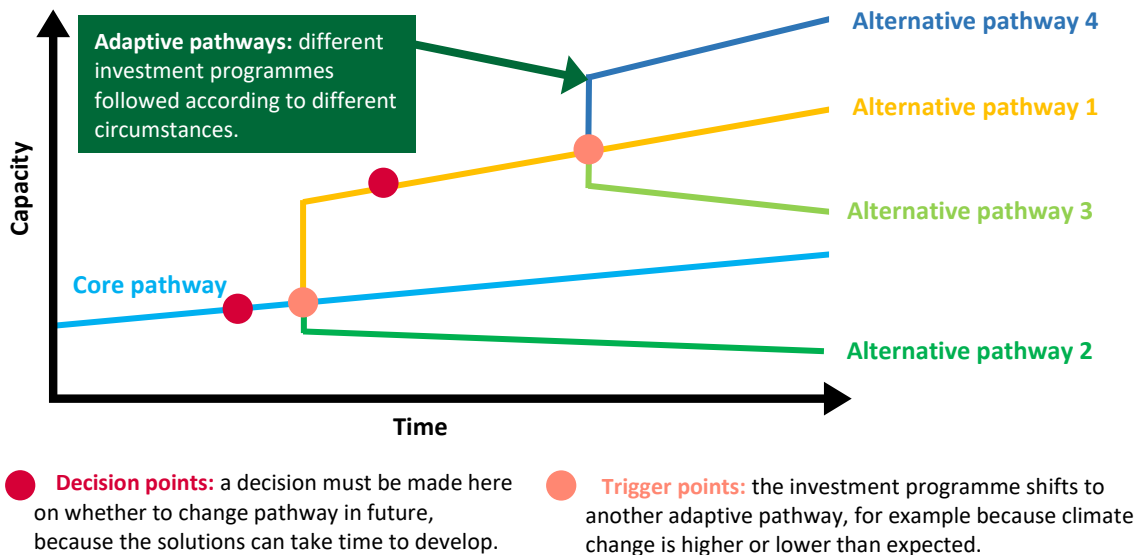 Adaptive pathways: different
investment programmes
followed according to different
circumstances.
Alternative pathway 4
Alternative pathway 1
Alternative pathway 3
Core pathway
Alternative pathway 2
Capacity
Time
Decision points: a decision must be made here
on whether to change pathway in future,
because the solutions can take time to develop.
Trigger points: the investment programme shifts to
another adaptive pathway, for example because climate
change is higher or lower than expected.